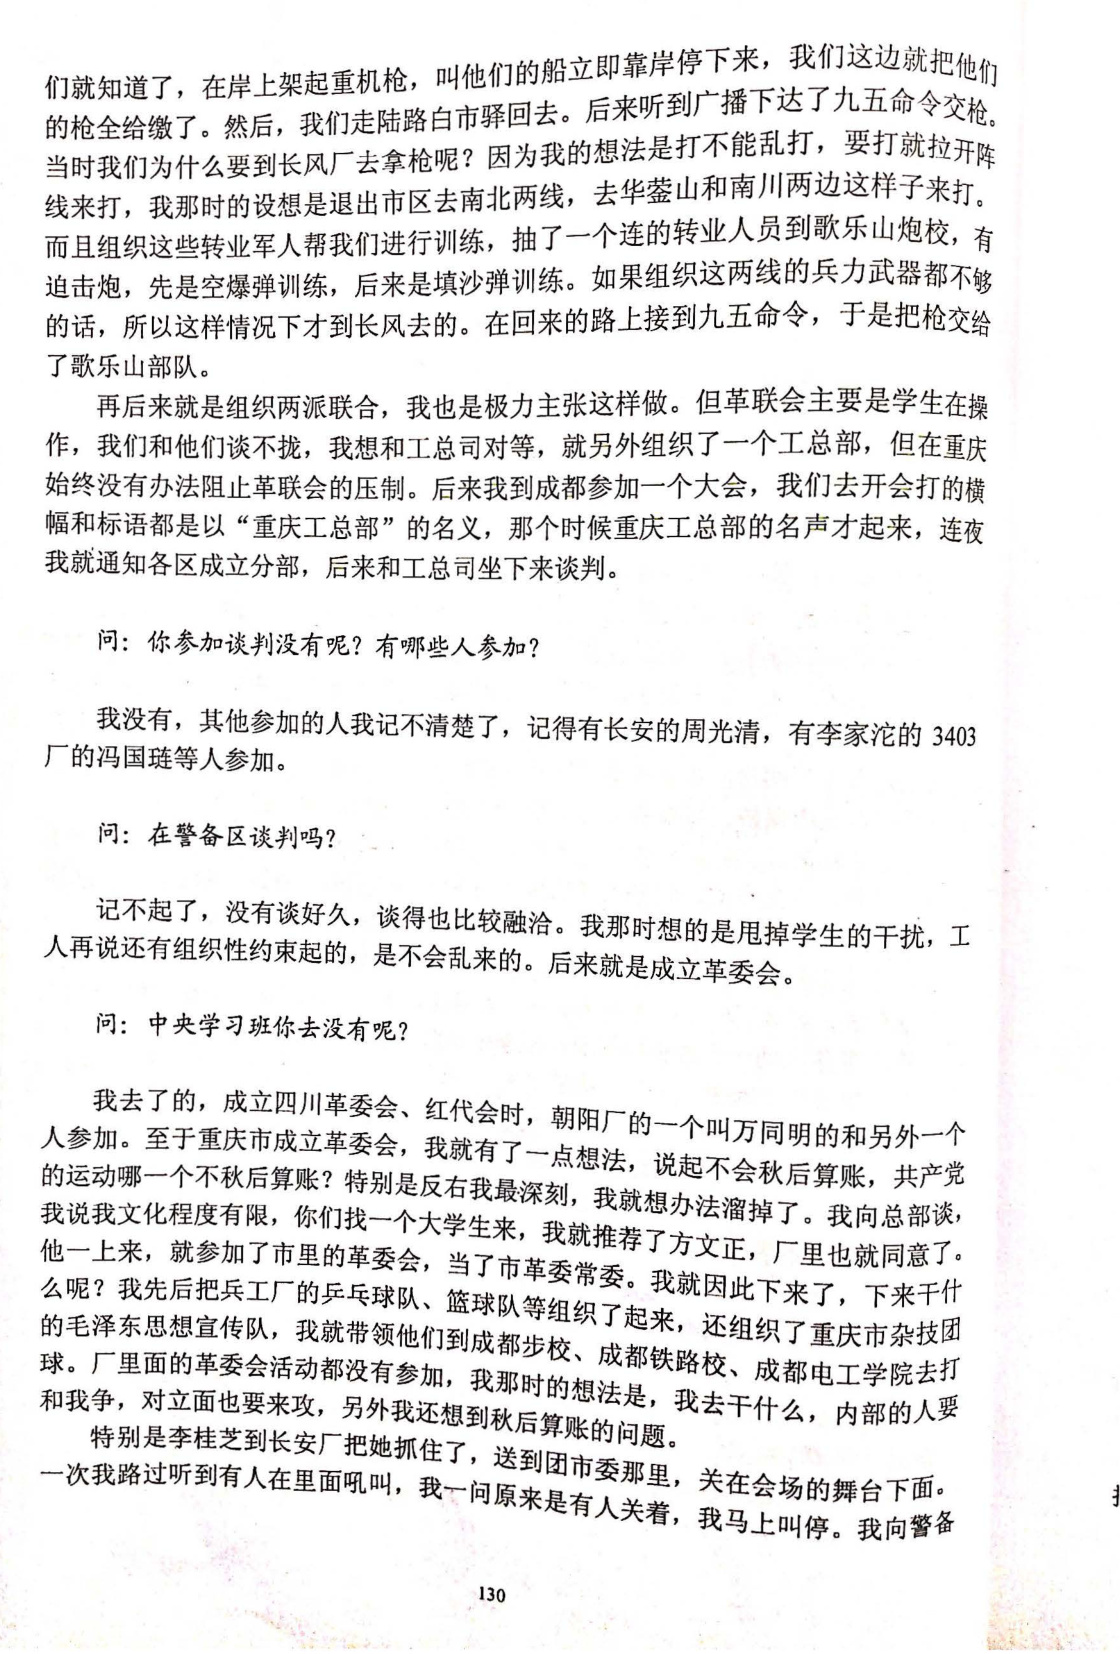 们就知道了，在岸上架起重机枪，叫他们的船立即靠岸停下来，我们这边就把他们
的枪全给缴了。然后，我们走陆路白市驿回去。后来听到广播下达了九五命令交枪。
当时我们为什么要到长风厂去拿枪呢？因为我的想法是打不能乱打，要打就拉开阵
线来打，我那时的设想是退出市区去南北两线，去华蓥山和南川两边这样子来打。
而且组织这些转业军人帮我们进行训练，抽了一个连的转业人员到歌乐山炮校，有
迫击炮，先是空爆弹训练，后来是填沙弹训练。如果组织这两线的兵力武器都不够
的话，所以这样情况下才到长风去的。在回来的路上接到九五命令，于是把枪交给
了歌乐山部队。
再后来就是组织两派联合，我也是极力主张这样做。但革联会主要是学生在操
作，我们和他们谈不拢，我想和工总司对等，就另外组织了一个工总部，但在重庆
始终没有办法阻止革联会的压制。后来我到成都参加一个大会，我们去开会打的横
幅和标语都是以“重庆工总部”的名义，那个时候重庆工总部的名声才起来，连夜
我就通知各区成立分部，后来和工总司坐下来谈判。
问：你参加谈判没有呢？有哪些人参加？
我没有，其他参加的人我记不清楚了，记得有长安的周光清，有李家沱的 3403
厂的冯国琏等人参加。
问：在警备区谈判吗？
记不起了，没有谈好久，谈得也比较融洽。我那时想的是甩掉学生的干扰，工
人再说还有组织性约束起的，是不会乱来的。后来就是成立革委会。
问：中央学习班你去没有呢？
我去了的，成立四川革委会、红代会时，朝阳厂的一个叫万同明的和另外一个
人参加。至于重庆市成立革委会，我就有了一点想法，说起不会秋后算账，共产党
的运动哪一个不秋后算账？特别是反右我最深刻，我就想办法溜掉了。我向总部谈，
我说我文化程度有限，你们找一个大学生来，我就推荐了方文正，厂里也就同意了。
他一上来，就参加了市里的革委会，当了市革委常委。我就因此下来了，下来干什
么呢？我先后把兵工厂的乒乓球队、篮球队等组织了起来，还组织了重庆市杂技团
的毛泽东思想宣传队，我就带领他们到成都步校、成都铁路校、成都电工学院去打
球。厂里面的革委会活动都没有参加，我那时的想法是，我去干什么，内部的人要
和我争，对立面也要来攻，另外我还想到秋后算账的问题。
特别是李桂芝到长安厂把她抓住了，送到团市委那里，关在会场的舞台下面。
一次我路过听到有人在里面吼叫，我一问原来是有人关着，我马上叫停。我向警备
130